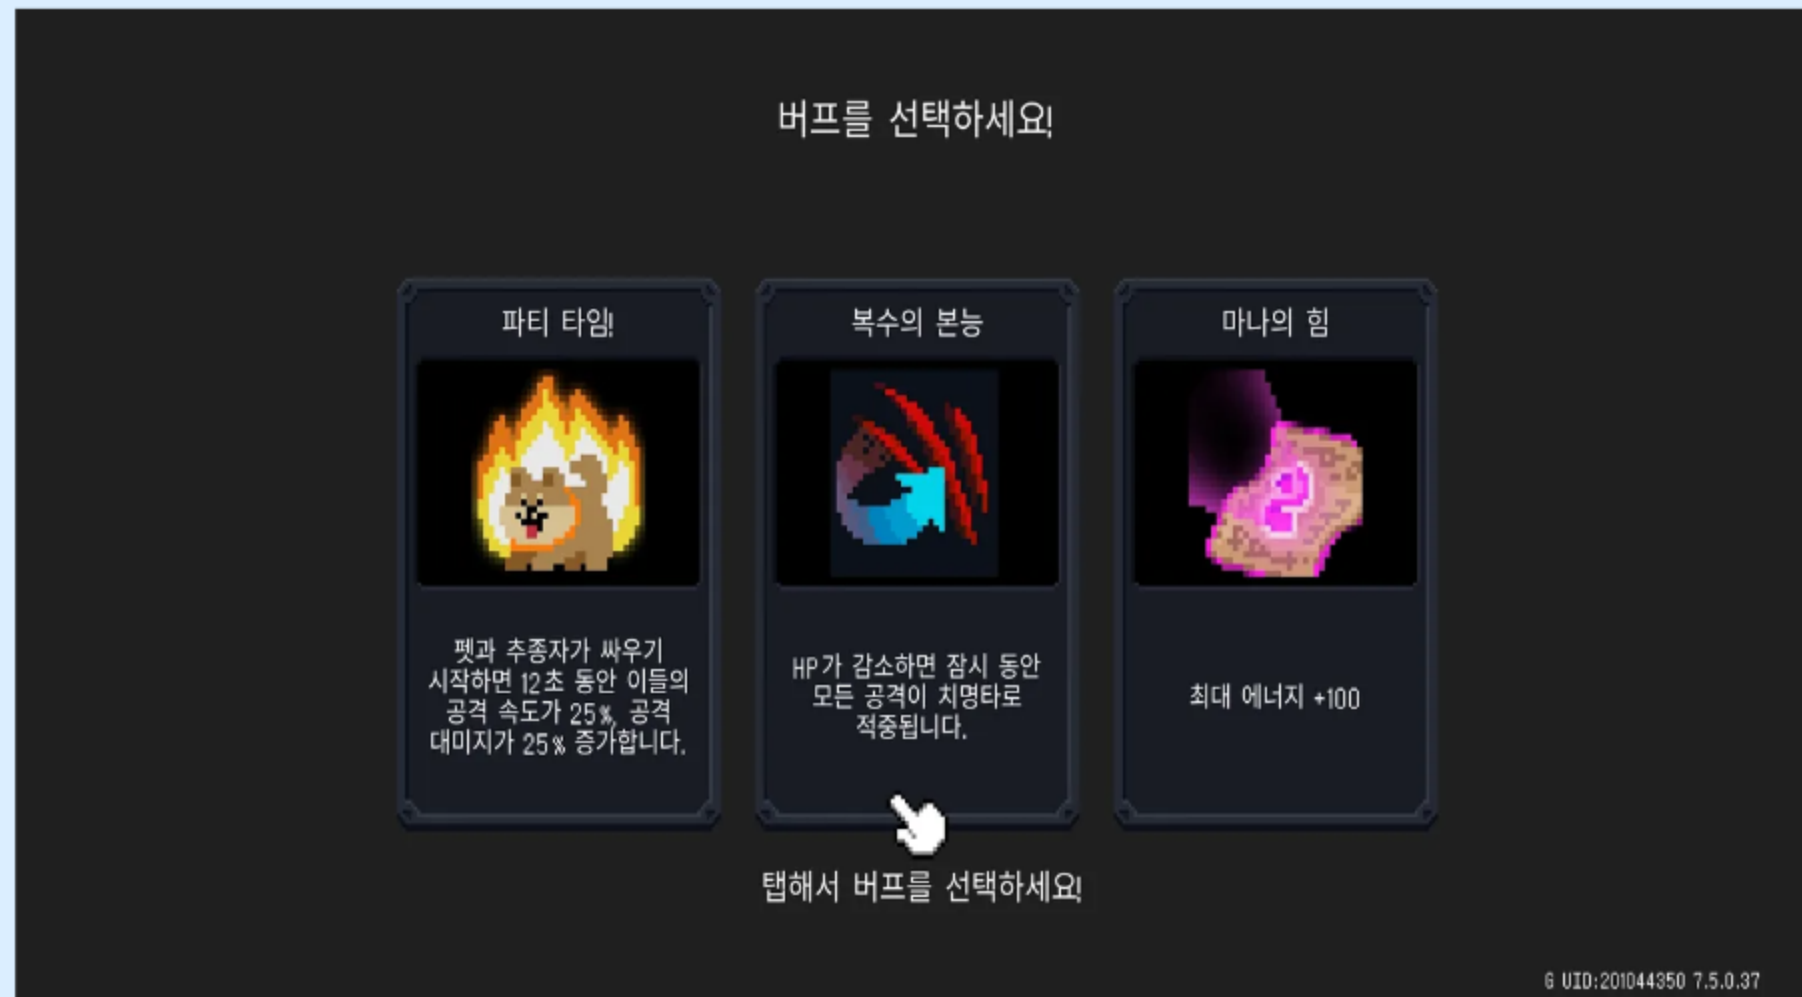 버프를 선택하세요!
파티 타임!
펫과 추종자가 싸우기
시작하면 12초 동안 이들의
공격 속도가 25%, 공격
대미지가 25% 증가합니다.
복수의 본능
HP가 감소하면 잠시 동안
모든 공격이 치명타로
적중됩니다.
마나의 힘
최대 에너지 +100
탭해서 버프를 선택하세요!
G UID:201044350 7.5.0.37